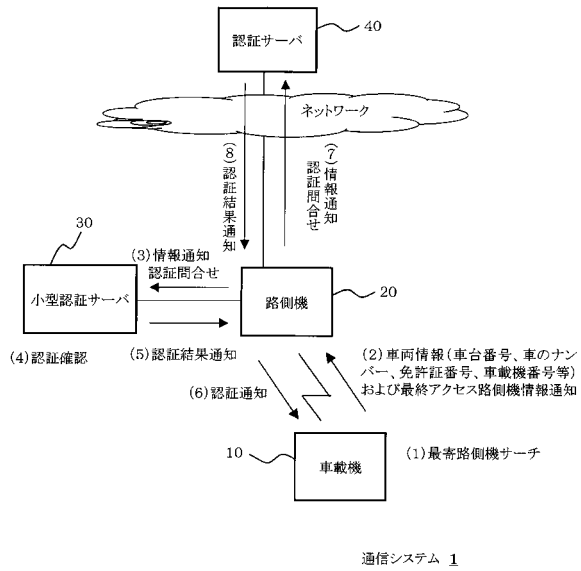 認証サーバ
40
ネットワーク
(8)認証結果通知
(7)情報通知
認証問合せ
30
(3)情報通知
認証問合せ
小型認証サーバ
路側機
20
(4)認証確認
(5)認証結果通知
(2)車両情報(車台番号、車のナン
バー、免許証番号、車載機番号等)
および最終アクセス路側機情報通知
(6)認証通知
10
車載機
(1)最寄路側機サーチ
通信システム 1